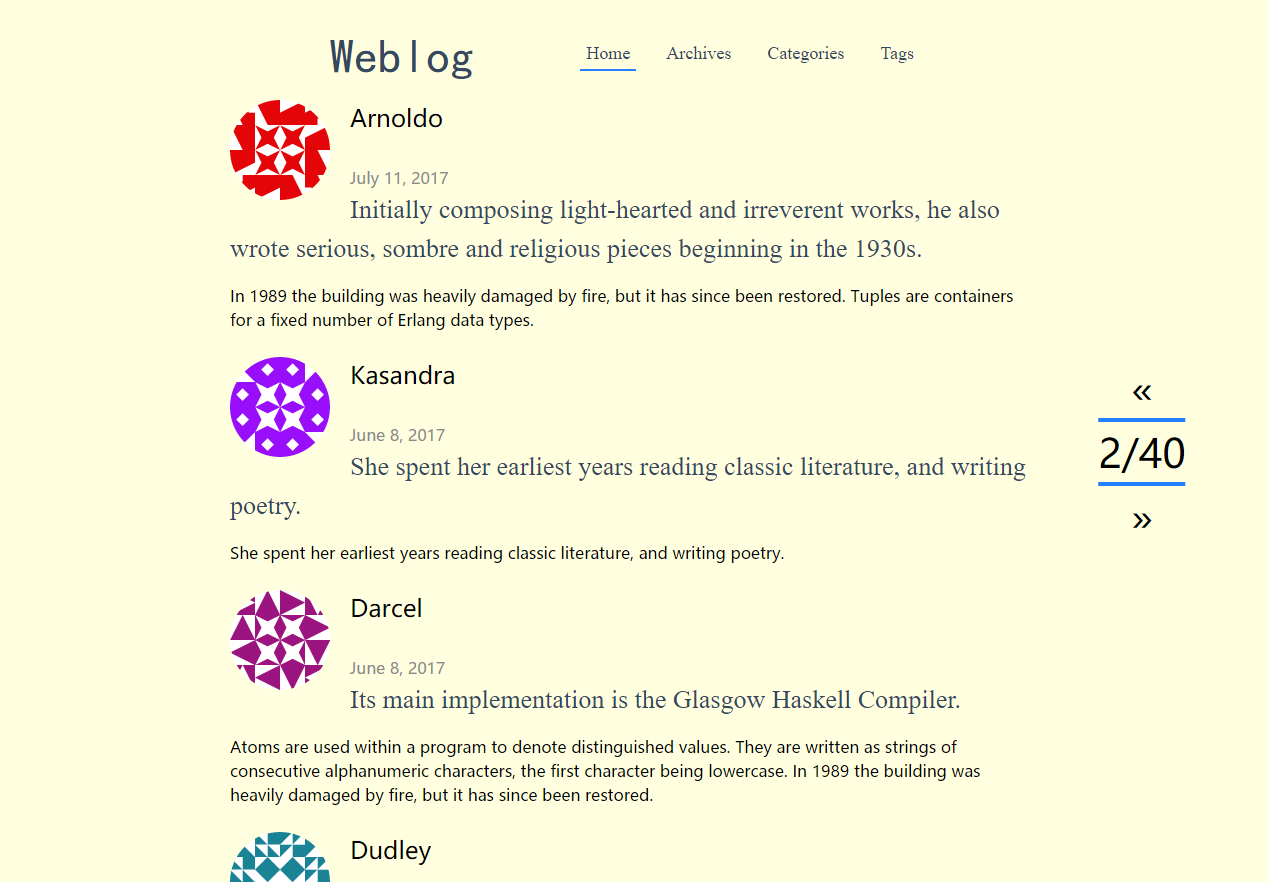 Weblog
Home Archives Categories Tags
Arnoldo
July 11, 2017
Initially composing light-hearted and irreverent works, he also
wrote serious, sombre and religious pieces beginning in the 1930s.
In 1989 the building was heavily damaged by fire, but it has since been restored. Tuples are containers
for a fixed number of Erlang data types.
Kasandra
June 8, 2017
She spent her earliest years reading classic literature, and writing
poetry.
She spent her earliest years reading classic literature, and writing poetry.
Darcel
June 8, 2017
Its main implementation is the Glasgow Haskell Compiler.
Atoms are used within a program to denote distinguished values. They are written as strings of
consecutive alphanumeric characters, the first character being lowercase. In 1989 the building was
heavily damaged by fire, but it has since been restored.
Dudley
«
2/40
»